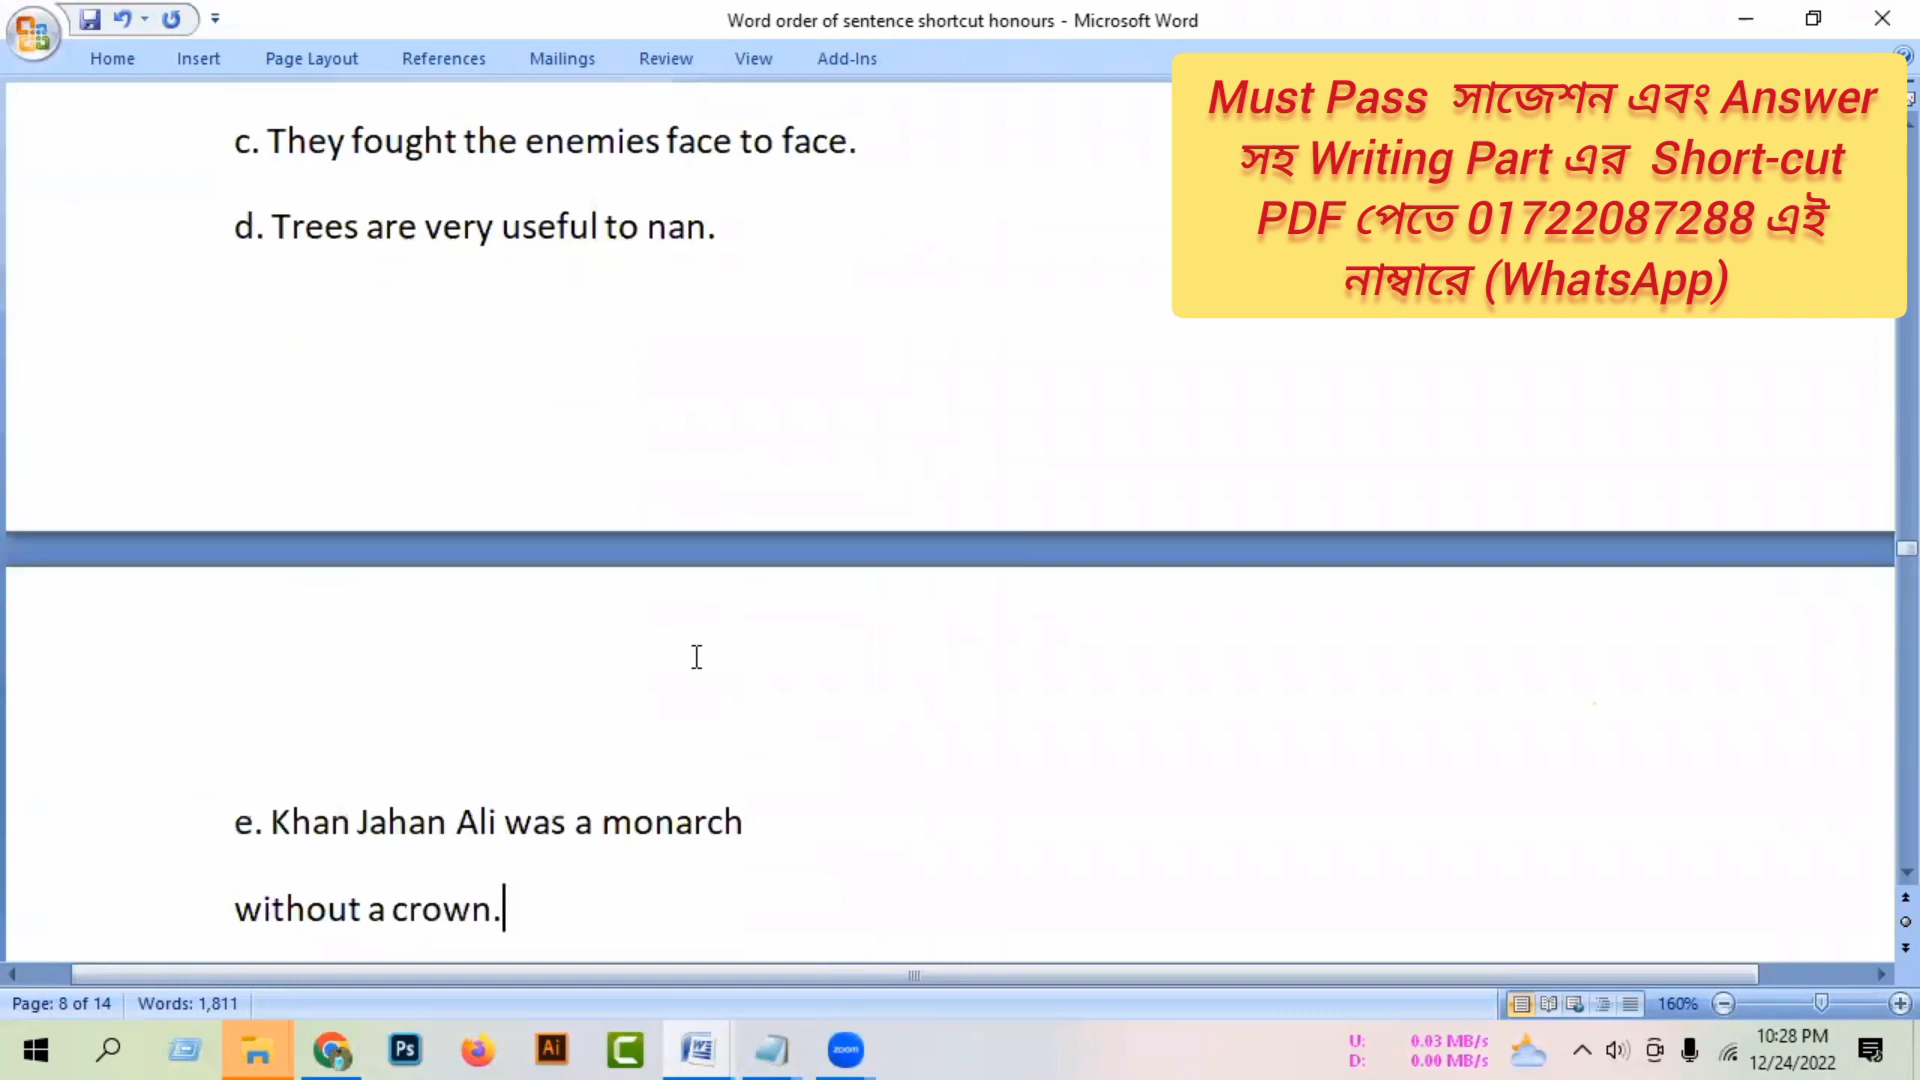 Word order of sentence shortcut honours - Microsoft Word
Home Insert Page Layout References Mailings Review View Add-Ins
Must Pass সাজেশন এবং Answer
সহ Writing Part এর Short-cut
PDF পেতে 01722087288 এই
নাম্বারে (WhatsApp)
c. They fought the enemies face to face.
d. Trees are very useful to nan.
e. Khan Jahan Ali was a monarch
without a crown.
Page: 8 of 14 Words: 1,811 160%
Ps Ai zoom
U: 0.03 MB/s
D: 0.00 MB/s
10:28 PM
12/24/2022